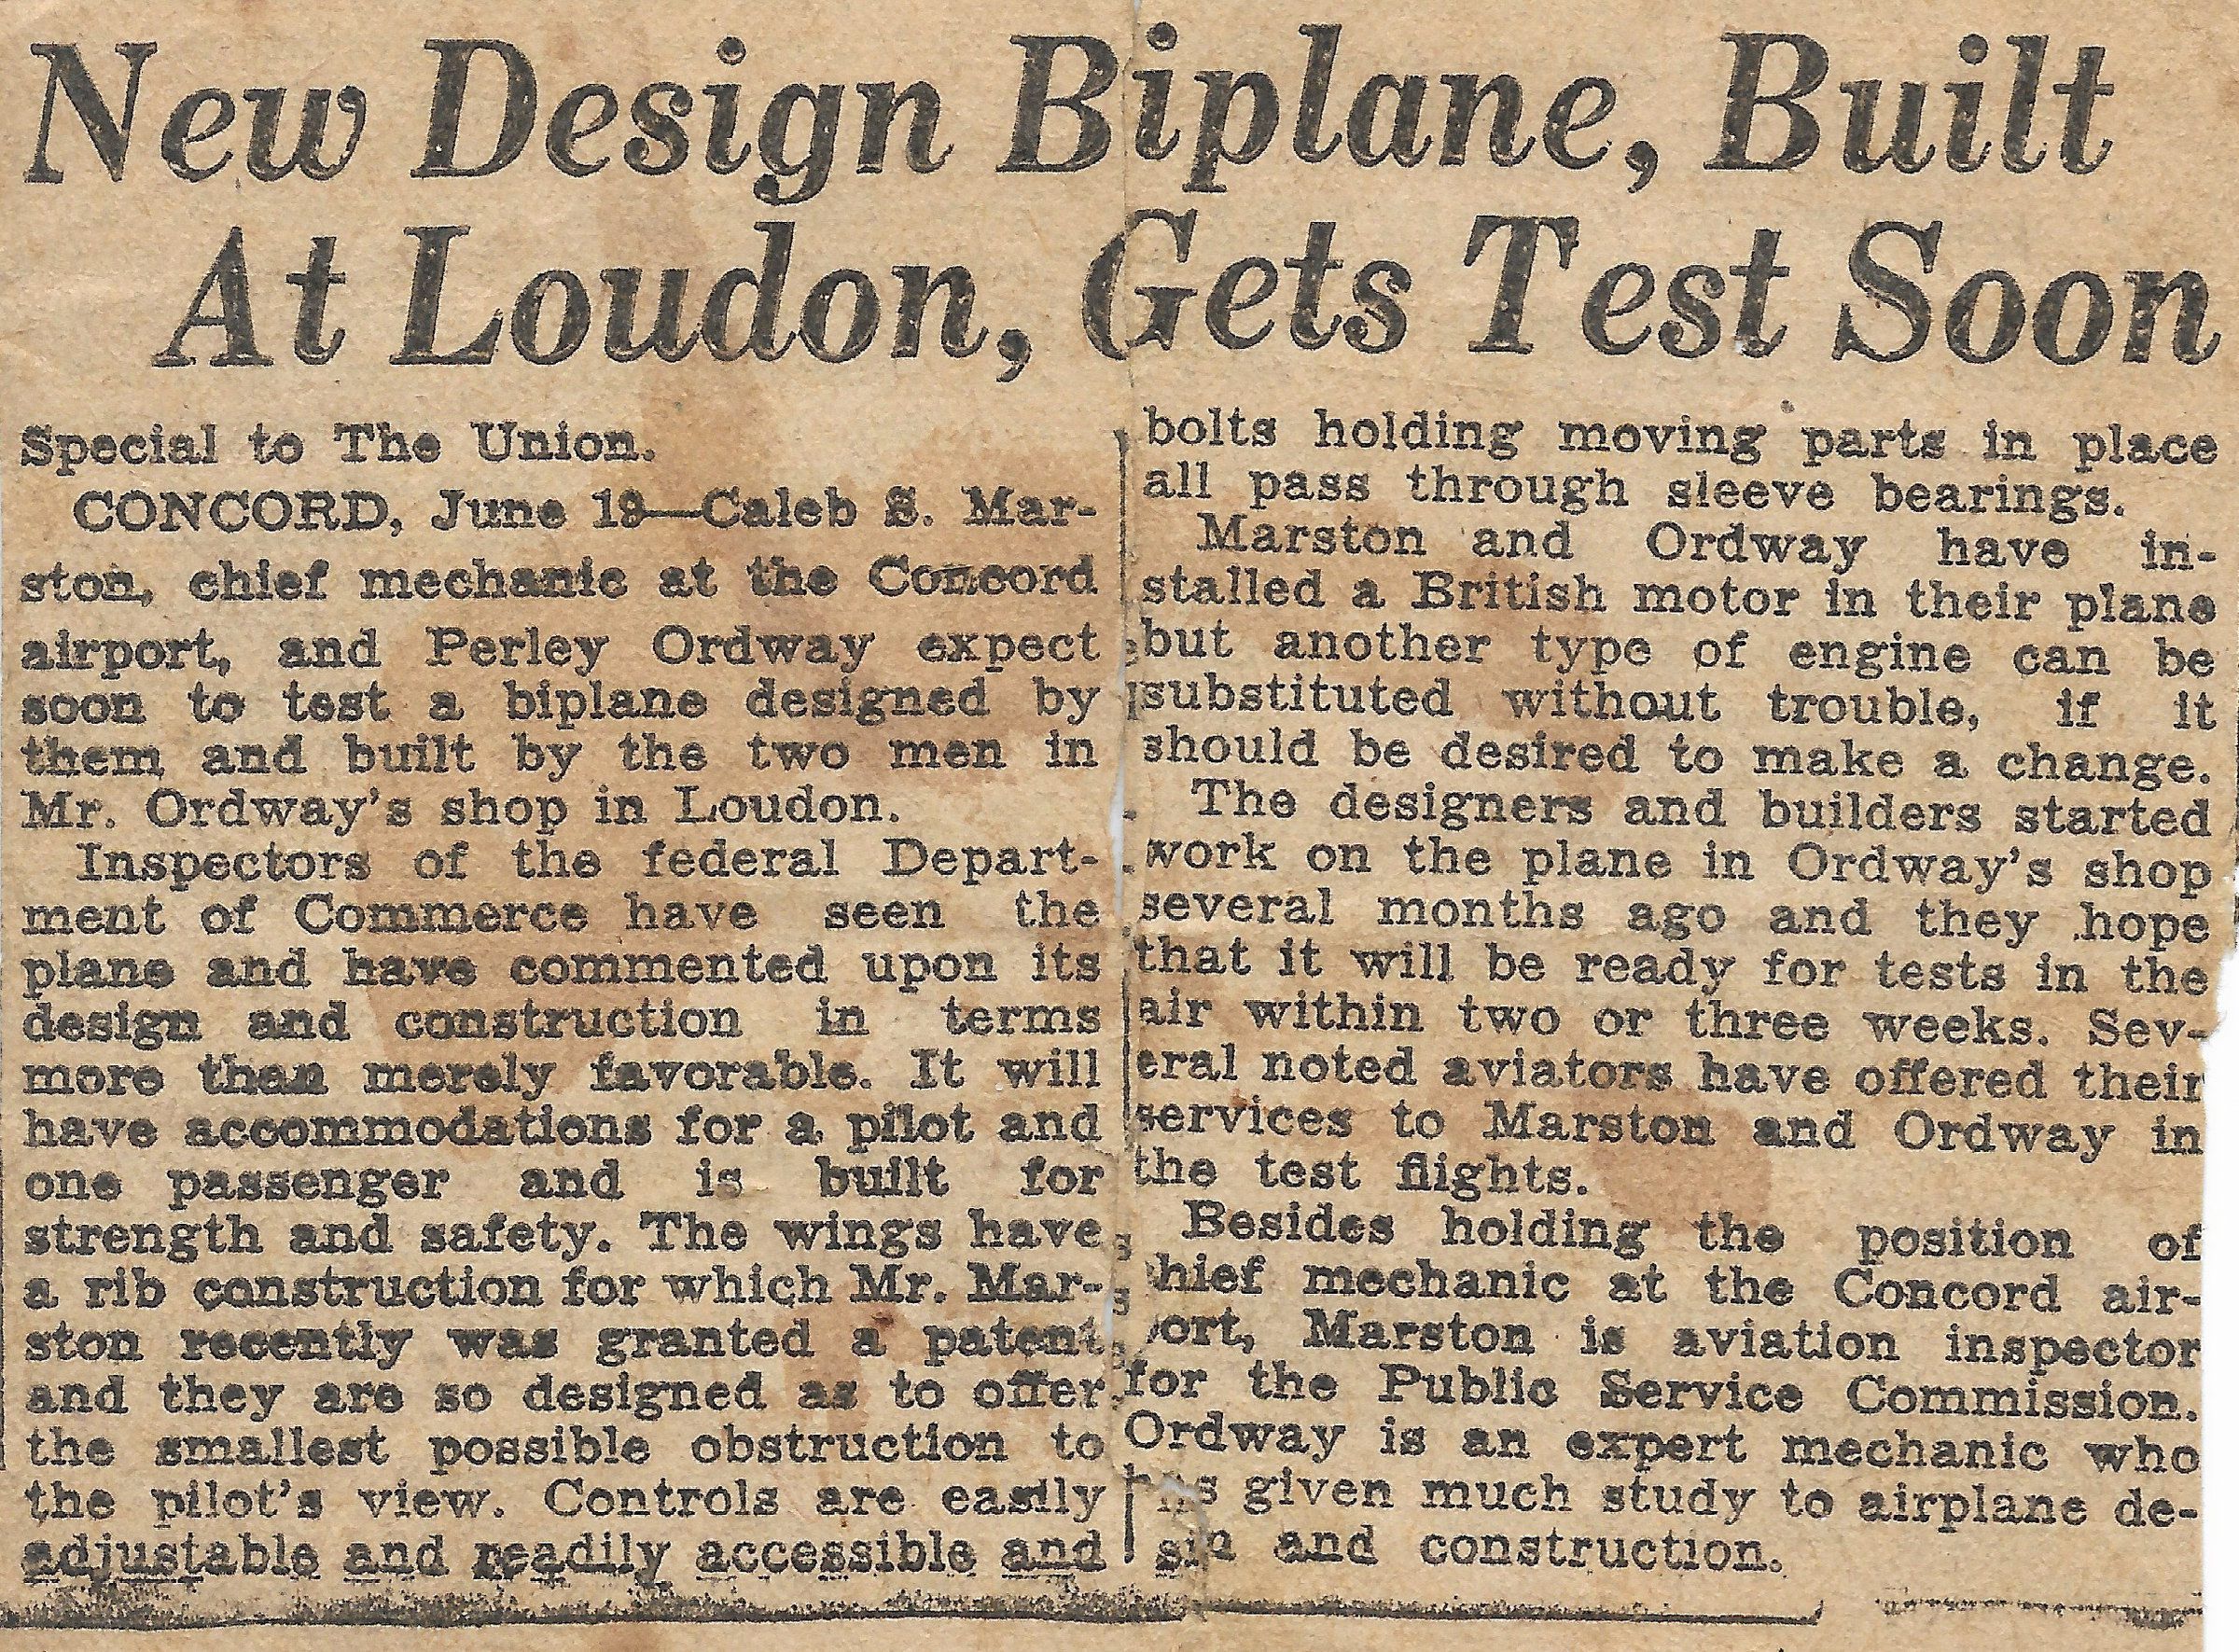 New Design Biplane, Built
At Loudon, Gets Test Soon
Special to The Union.
CONCORD, June 19—Caleb S. Mar-
ston, chief mechanic at the Concord
airport, and Perley Ordway expect
soon to test a biplane designed by
them and built by the two men in
Mr. Ordway's shop in Loudon.
Inspectors of the federal Depart-
ment of Commerce have seen the
plane and have commented upon its
design and construction in terms
more than merely favorable. It will
have accommodations for a pilot and
one passenger and is built for
strength and safety. The wings have
a rib construction for which Mr. Mar-
ston recently was granted a patent
and they are so designed as to offer
the smallest possible obstruction to
the pilot's view. Controls are easily
adjustable and readily accessible and
bolts holding moving parts in place
all pass through sleeve bearings.
Marston and Ordway have in-
stalled a British motor in their plane
but another type of engine can be
substituted without trouble, if it
should be desired to make a change.
The designers and builders started
work on the plane in Ordway's shop
several months ago and they hope
that it will be ready for tests in the
air within two or three weeks. Sev-
eral noted aviators have offered their
services to Marston and Ordway in
the test flights.
Besides holding the position of
chief mechanic at the Concord air-
port, Marston is aviation inspector
for the Public Service Commission.
Ordway is an expert mechanic who
has given much study to airplane de-
and construction.